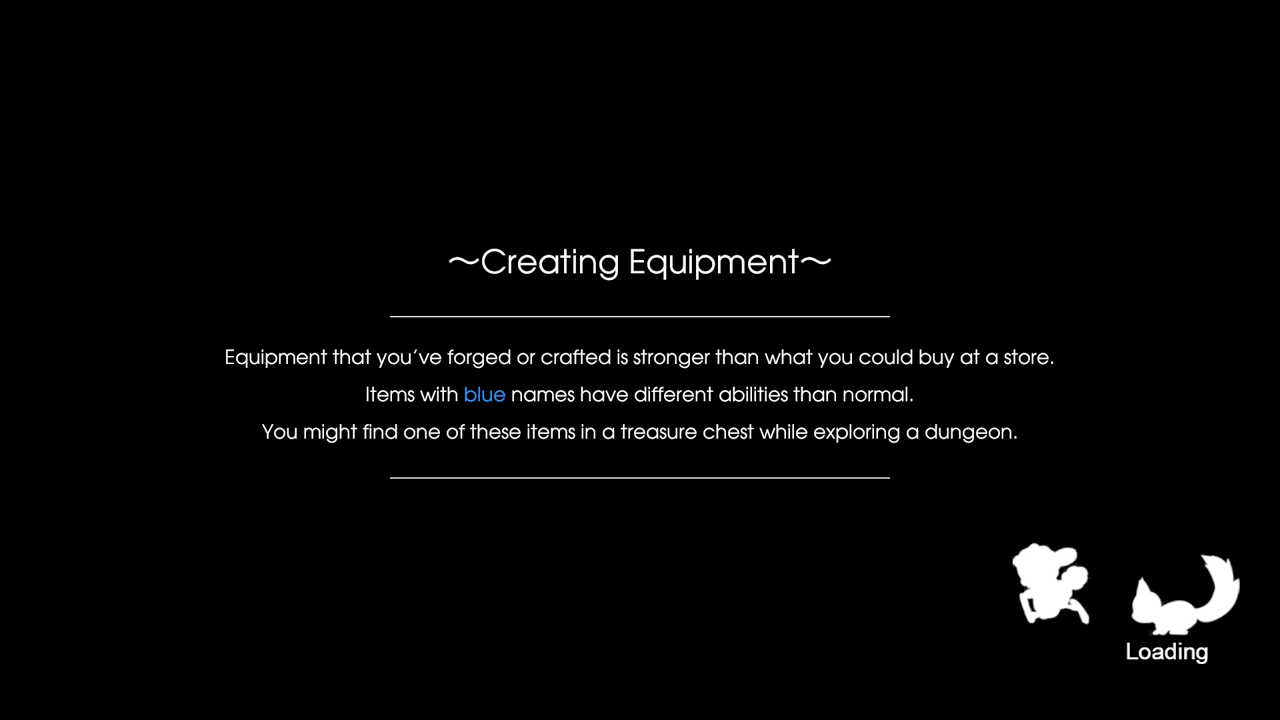 ～Creating Equipment～
Equipment that you've forged or crafted is stronger than what you could buy at a store.
Items with blue names have different abilities than normal.
You might find one of these items in a treasure chest while exploring a dungeon.
Loading